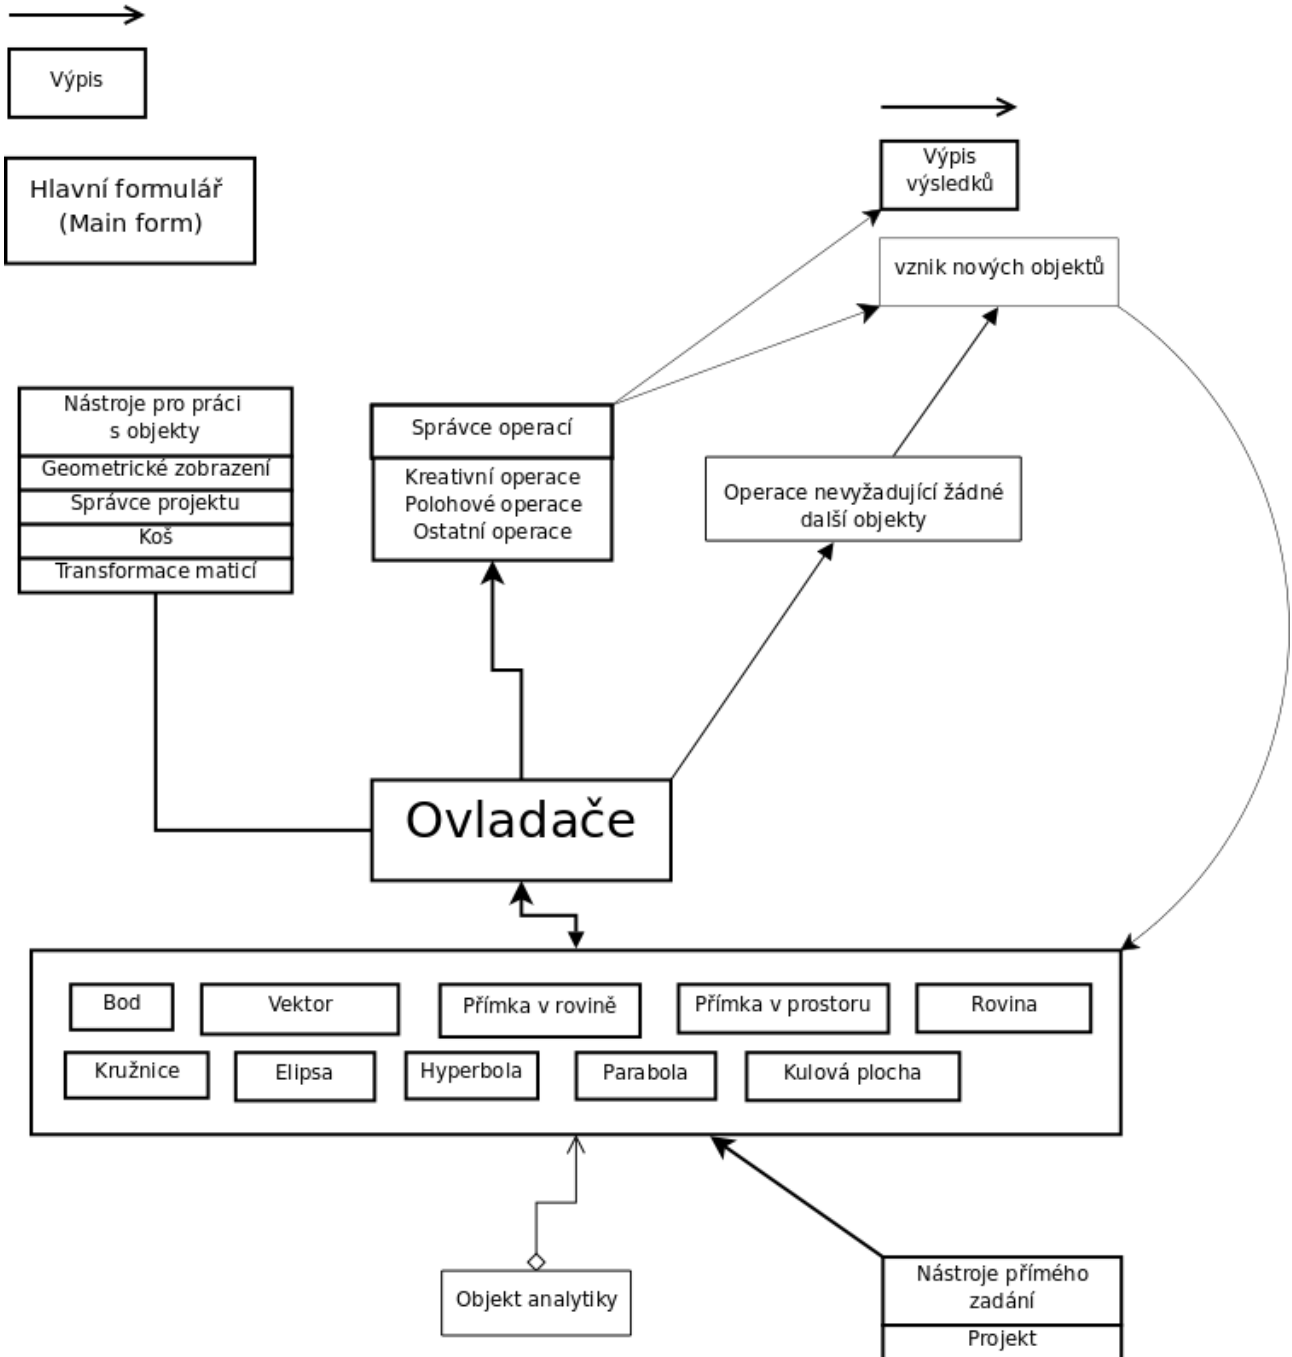 Výpis
Hlavní formulář
(Main form)
Výpis
výsledků
vznik nových objektů
Nástroje pro práci
s objekty
Geometrické zobrazení
Správce projektu
Koš
Transformace maticí
Správce operací
Kreativní operace
Polohové operace
Ostatní operace
Operace nevyžadující žádné
další objekty
Ovladače
Bod
Vektor
Přímka v rovině
Přímka v prostoru
Rovina
Kružnice
Elipsa
Hyperbola
Parabola
Kulová plocha
Objekt analytiky
Nástroje přímého
zadání
Projekt